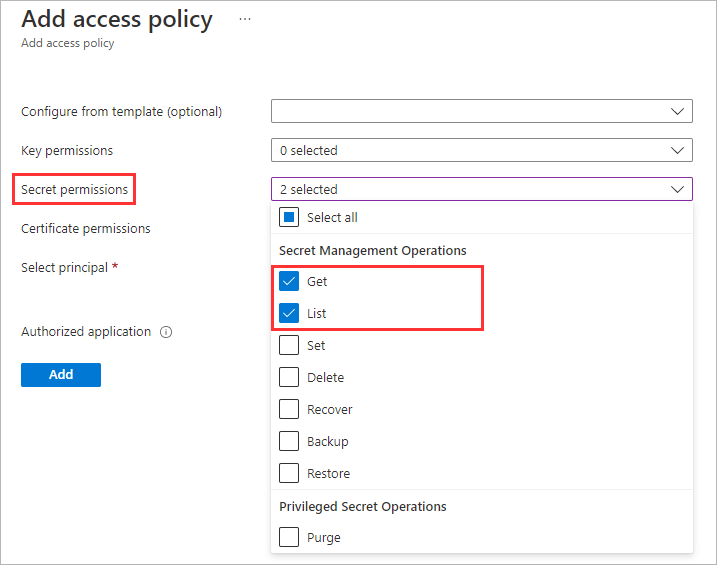 Add access policy ...
Add access policy
Configure from template (optional)
Key permissions
0 selected
Secret permissions
2 selected
Select all
Certificate permissions
Secret Management Operations
Select principal *
Get
List
Authorized application
Set
Add
Delete
Recover
Backup
Restore
Privileged Secret Operations
Purge